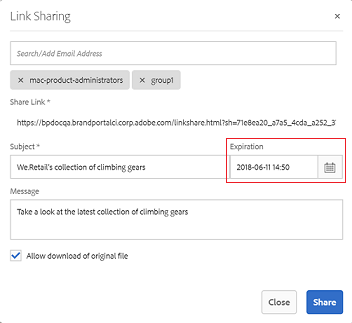 Link Sharing
×
Search/Add Email Address
× mac-product-administrators × group1
Share Link *
https://bpdocqa.brandportalci.corp.adobe.com/linkshare.html?sh=71e8ea20_a7a5_4cda_a252_3
Subject * Expiration
We.Retail's collection of climbing gears 2018-06-11 14:50
Message
Take a look at the latest collection of climbing gears
Allow download of original file
Close Share